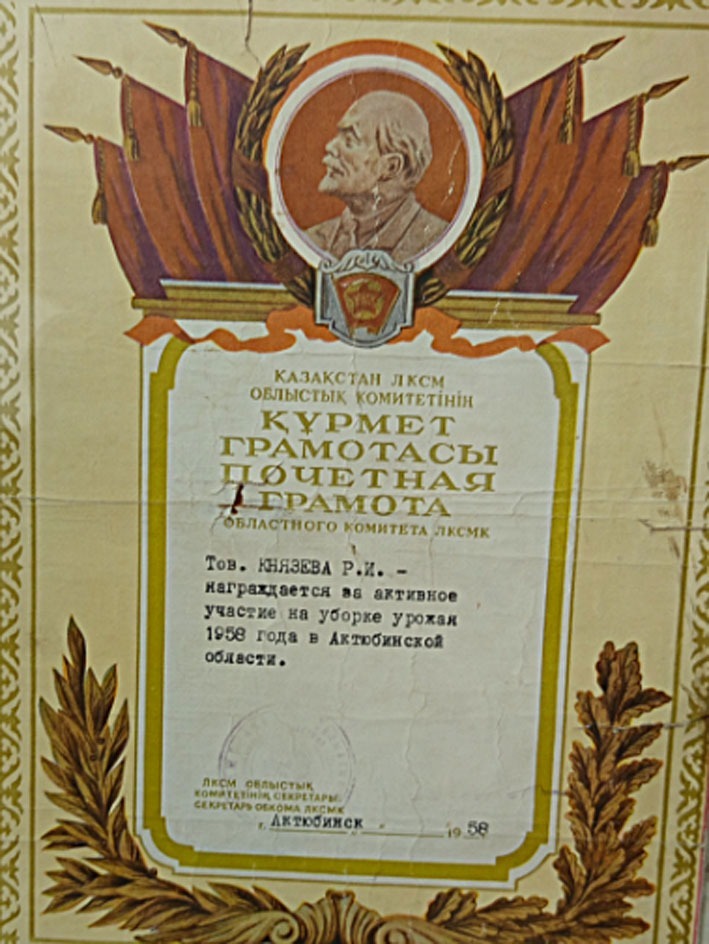 ҚАЗАҚСТАН ЛКСМ
ОБЛЫСТЫҚ КОМИТЕТІНІҢ
ҚҰРМЕТ
ГРАМОТАСЫ
ПОЧЕТНАЯ
ГРАМОТА
ОБЛАСТНОГО КОМИТЕТА ЛКСМК
Тов. КНЯЗЕВА Р.И. -
награждается за активное
участие на уборке урожая
1958 года в Актюбинской
области.
ЛКСМ ОБЛЫСТЫҚ
КОМИТЕТІНІҢ СЕКРЕТАРЫ
СЕКРЕТАРЬ ОБКОМА ЛКСМК
г. Актюбинск " " 1958